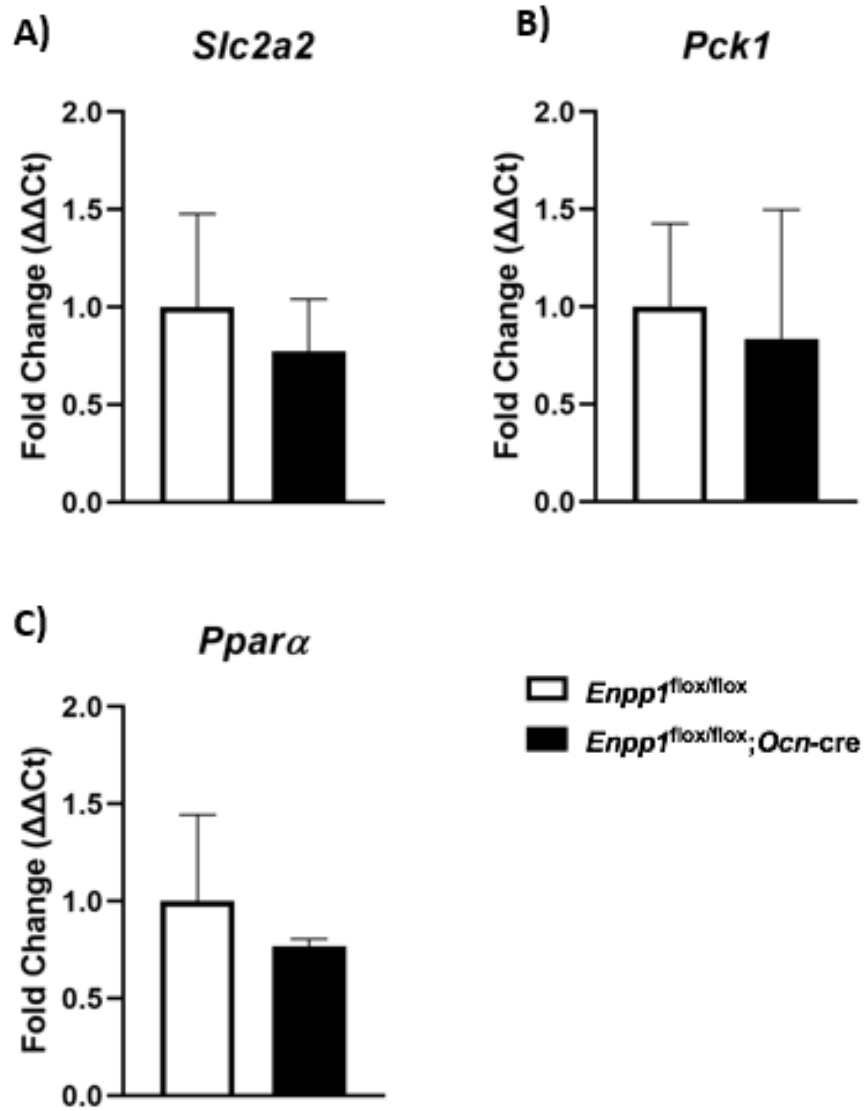 A)
Slc2a2
Fold Change (ΔΔCt)
2.0
1.5
1.0
0.5
0.0
B)
Pck1
Fold Change (ΔΔCt)
2.0
1.5
1.0
0.5
0.0
C)
Pparα
Fold Change (ΔΔCt)
2.0
1.5
1.0
0.5
0.0
Enpp1flox/flox
Enpp1flox/flox;Ocn-cre